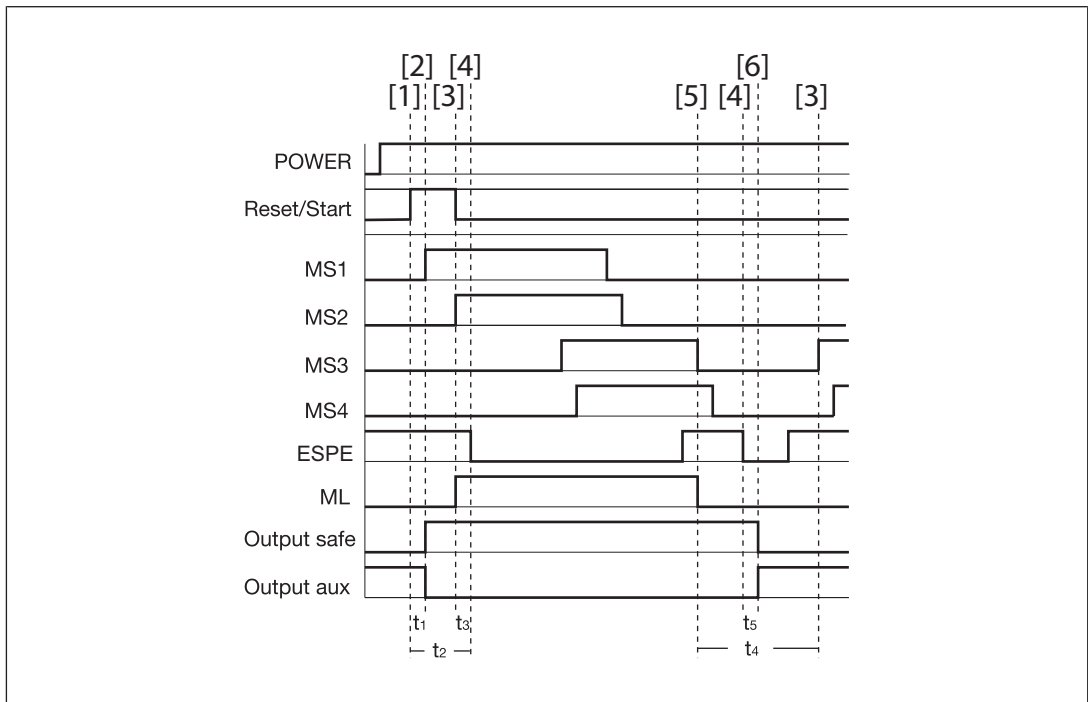 [2] [4] [6]
[1] [3] [5] [4] [3]
POWER
Reset/Start
MS1
MS2
MS3
MS4
ESPE
ML
Output safe
Output aux
t1 t3 t5
t2 t4